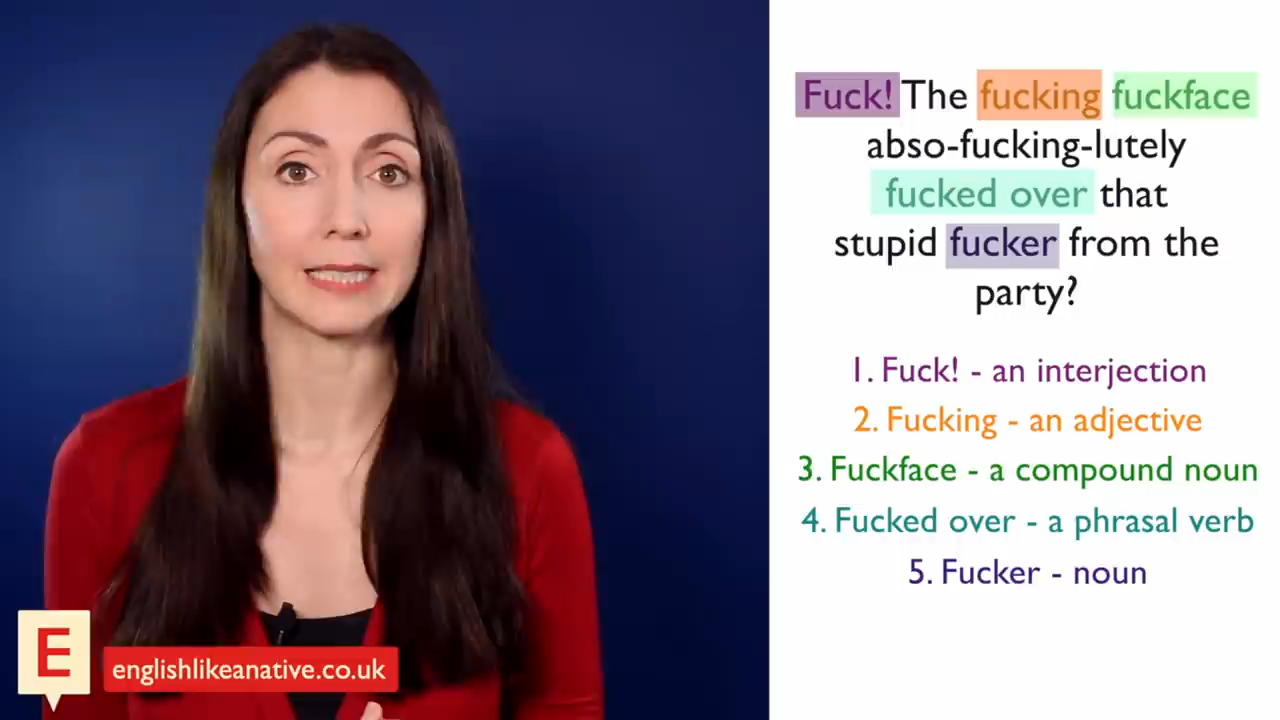 Fuck! The fucking fuckface
abso-fucking-lutely
fucked over that
stupid fucker from the
party?
1. Fuck! - an interjection
2. Fucking - an adjective
3. Fuckface - a compound noun
4. Fucked over - a phrasal verb
5. Fucker - noun
E
englishlikeanative.co.uk